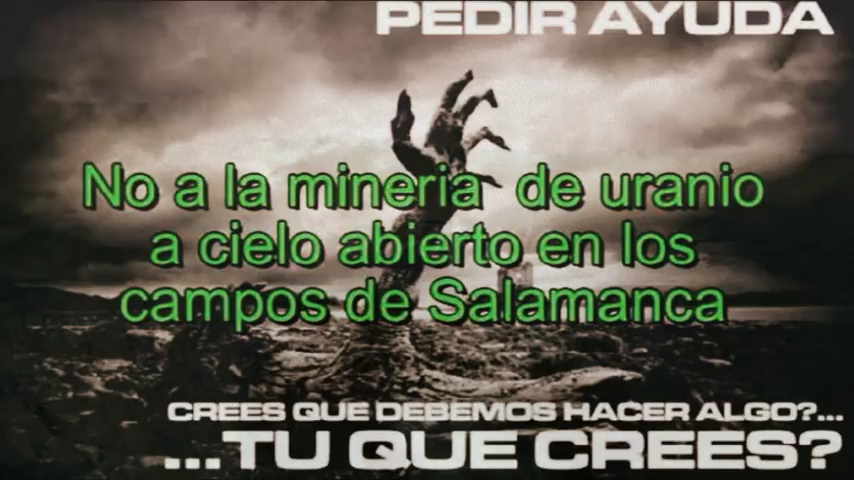 PEDIR AYUDA
No a la mineria de uranio
a cielo abierto en los
campos de Salamanca
CREES QUE DEBEMOS HACER ALGO?...
...TU QUE CREES?